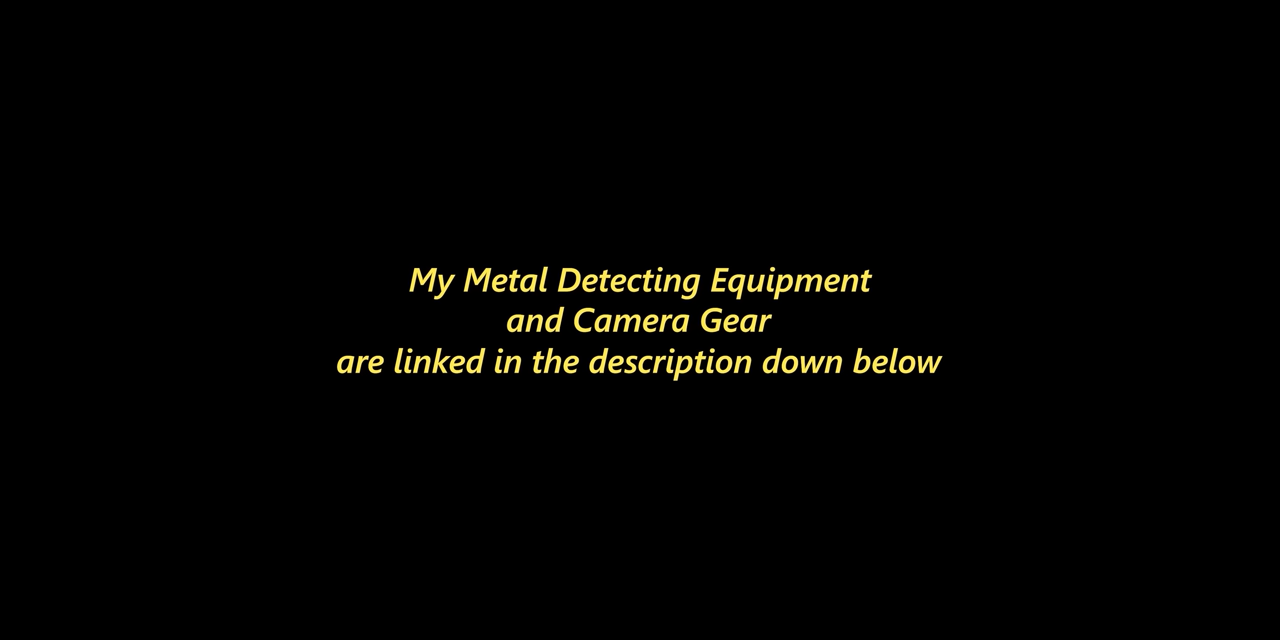 My Metal Detecting Equipment
and Camera Gear
are linked in the description down below